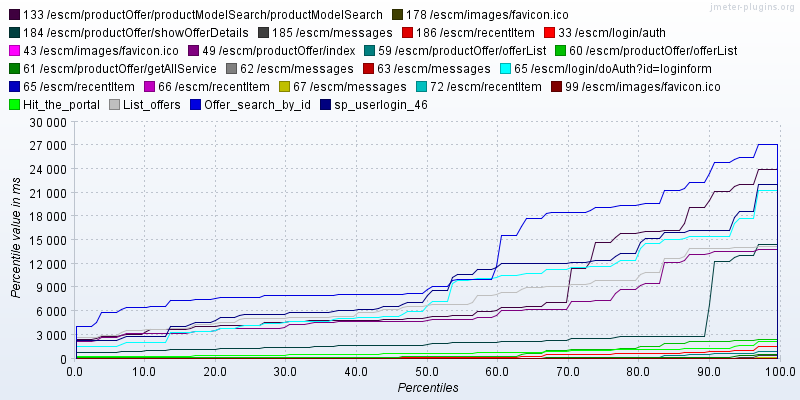 jmeter-plugins.org
133 /escm/productOffer/productModelSearch/productModelSearch 178 /escm/images/favicon.ico
184 /escm/productOffer/showOfferDetails 185 /escm/messages 186 /escm/recentItem 33 /escm/login/auth
43 /escm/images/favicon.ico 49 /escm/productOffer/index 59 /escm/productOffer/offerList 60 /escm/productOffer/offerList
61 /escm/productOffer/getAllService 62 /escm/messages 63 /escm/messages 65 /escm/login/doAuth?id=loginform
65 /escm/recentItem 66 /escm/recentItem 67 /escm/messages 72 /escm/recentItem 99 /escm/images/favicon.ico
Hit_the_portal List_offers Offer_search_by_id sp_userlogin_46
30 000
27 000
24 000
21 000
18 000
15 000
12 000
9 000
6 000
3 000
0
Percentile value in ms
0.0 10.0 20.0 30.0 40.0 50.0 60.0 70.0 80.0 90.0 100.0
Percentiles